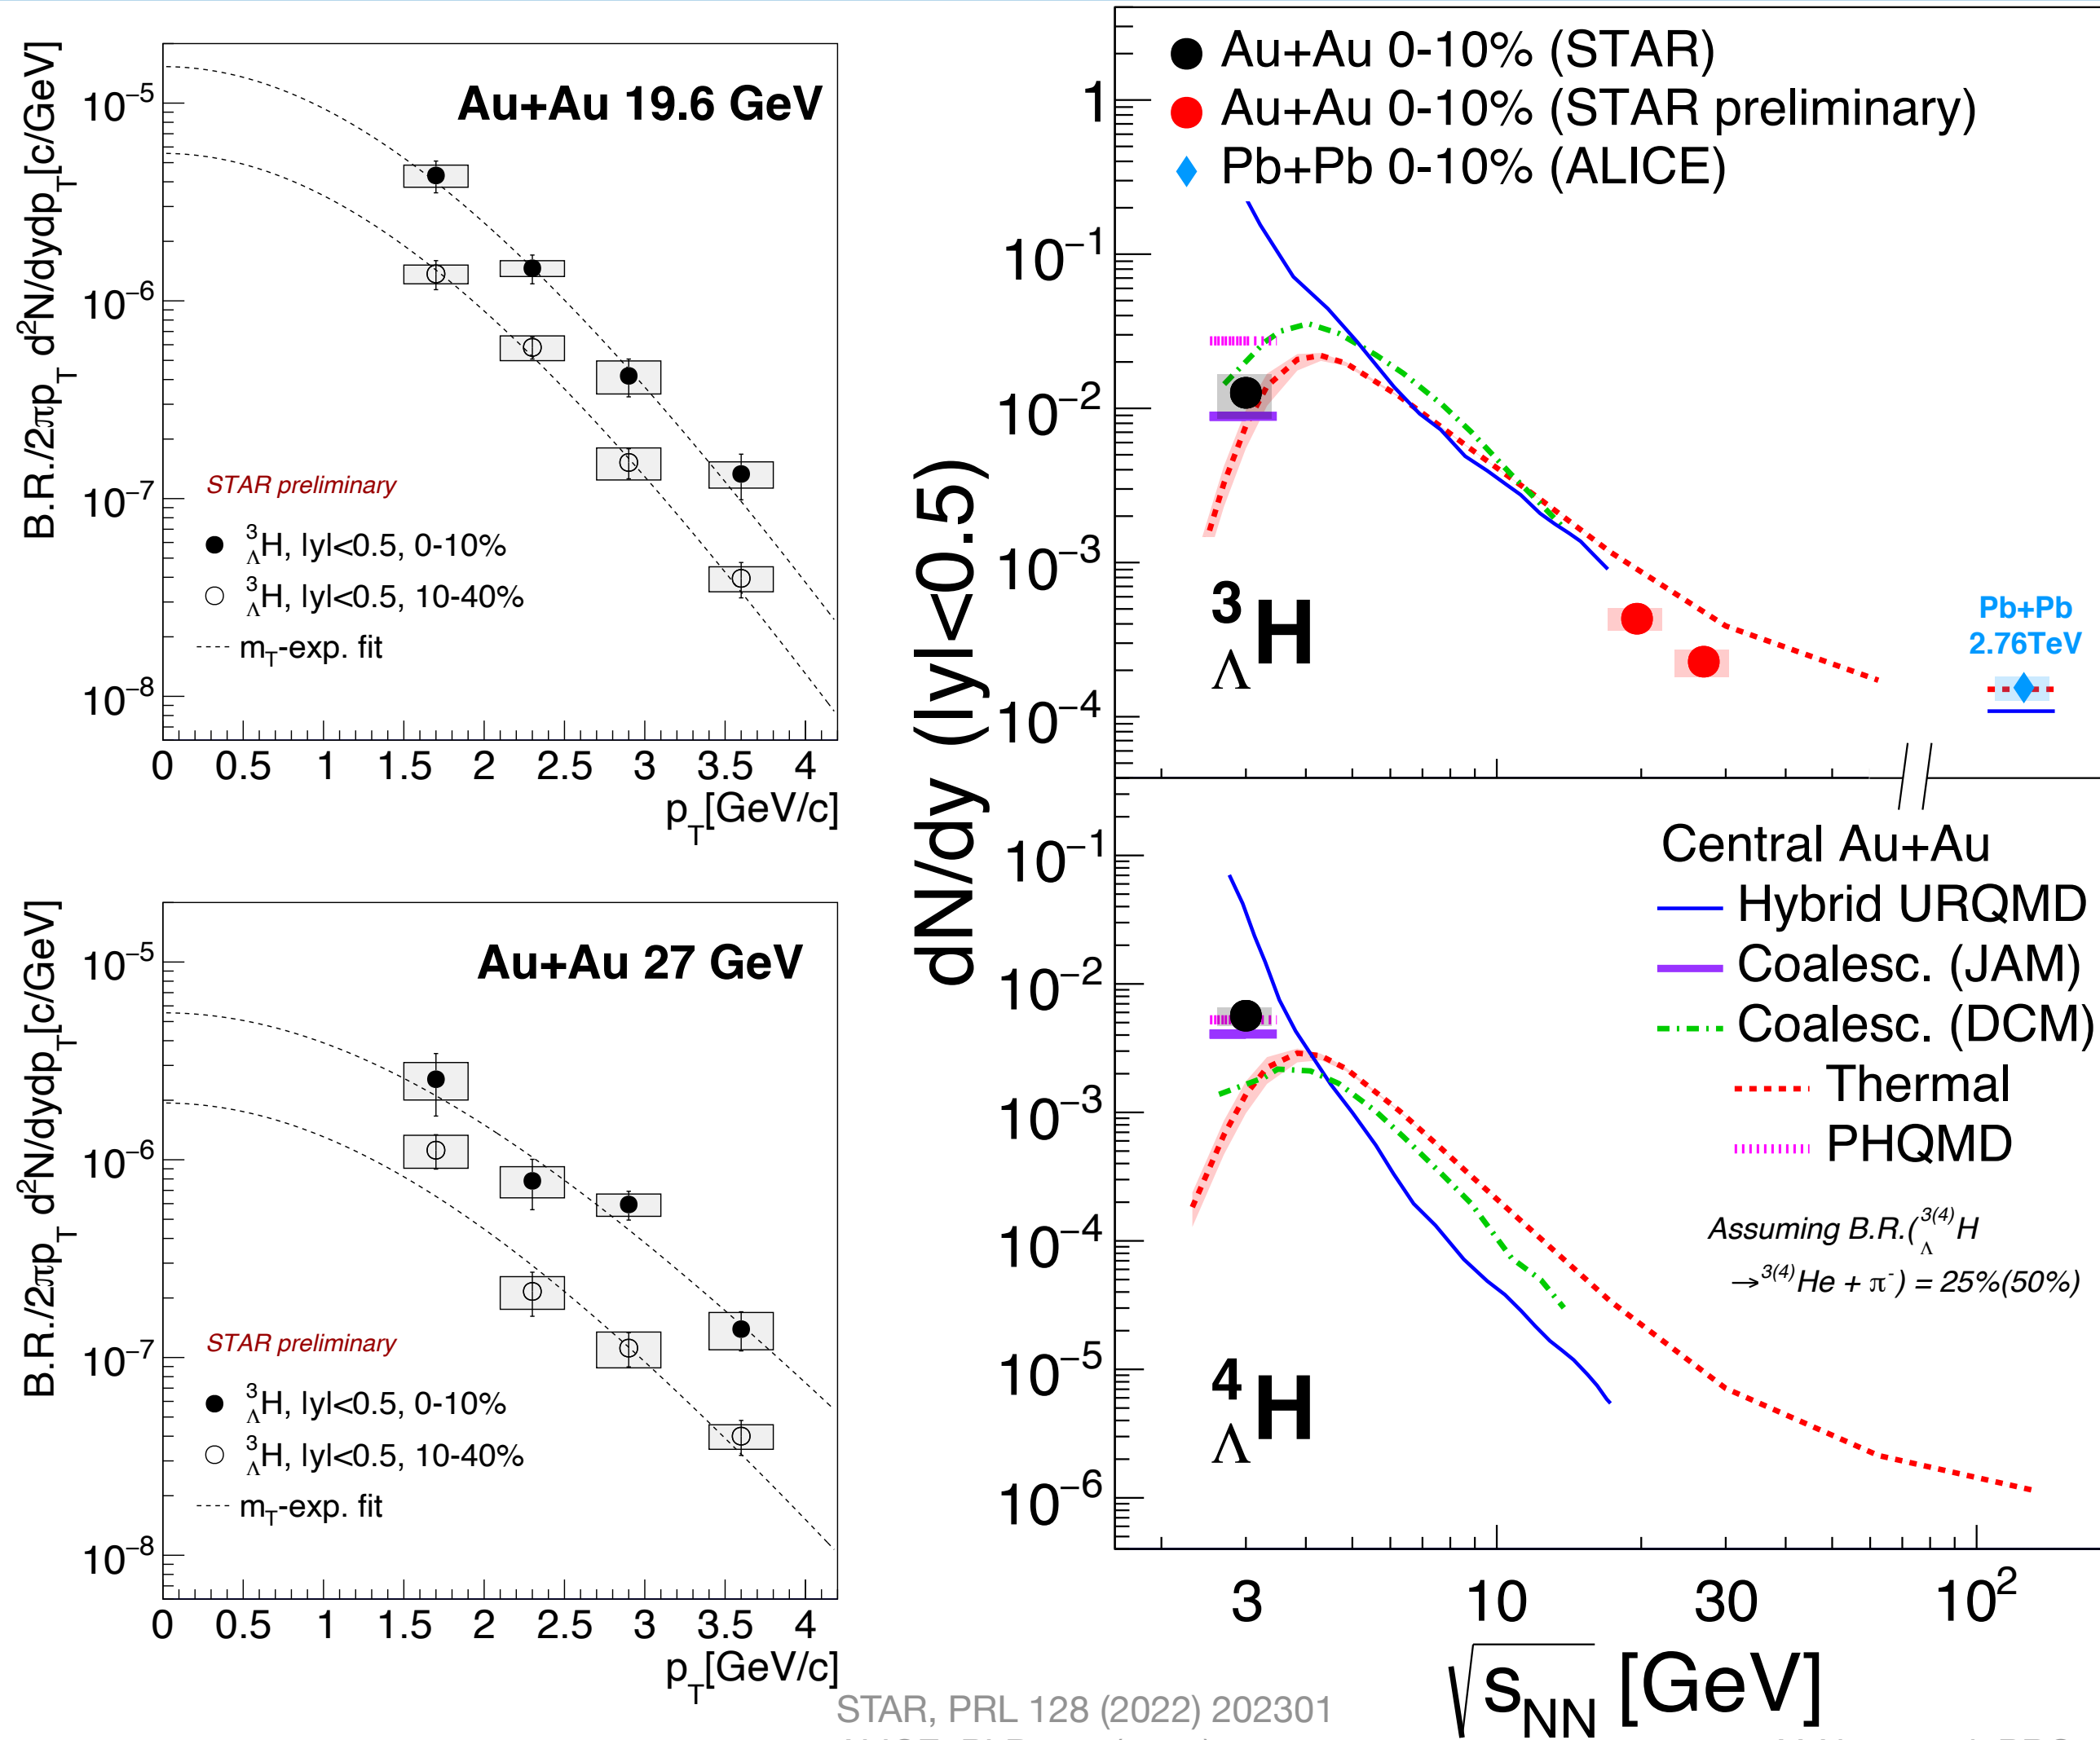 B.R./2πp_T d²N/dydp_T[c/GeV]
Au+Au 19.6 GeV
10⁻⁵
10⁻⁶
10⁻⁷
10⁻⁸
STAR preliminary
³ΛH, |y|<0.5, 0-10%
³ΛH, |y|<0.5, 10-40%
m_T-exp. fit
0 0.5 1 1.5 2 2.5 3 3.5 4
p_T[GeV/c]
B.R./2πp_T d²N/dydp_T[c/GeV]
Au+Au 27 GeV
10⁻⁵
10⁻⁶
10⁻⁷
10⁻⁸
STAR preliminary
³ΛH, |y|<0.5, 0-10%
³ΛH, |y|<0.5, 10-40%
m_T-exp. fit
0 0.5 1 1.5 2 2.5 3 3.5 4
p_T[GeV/c]
dN/dy (|y|<0.5)
Au+Au 0-10% (STAR)
Au+Au 0-10% (STAR preliminary)
Pb+Pb 0-10% (ALICE)
1
10⁻¹
10⁻²
10⁻³
10⁻⁴
³ΛH
Pb+Pb
2.76TeV
10⁻¹
10⁻²
10⁻³
10⁻⁴
10⁻⁵
10⁻⁶
Central Au+Au
Hybrid URQMD
Coalesc. (JAM)
Coalesc. (DCM)
Thermal
PHQMD
Assuming B.R.(³⁽⁴⁾ΛH
→³⁽⁴⁾He + π⁻) = 25%(50%)
⁴ΛH
3 10 30 10²
√s_NN [GeV]
STAR, PRL 128 (2022) 202301